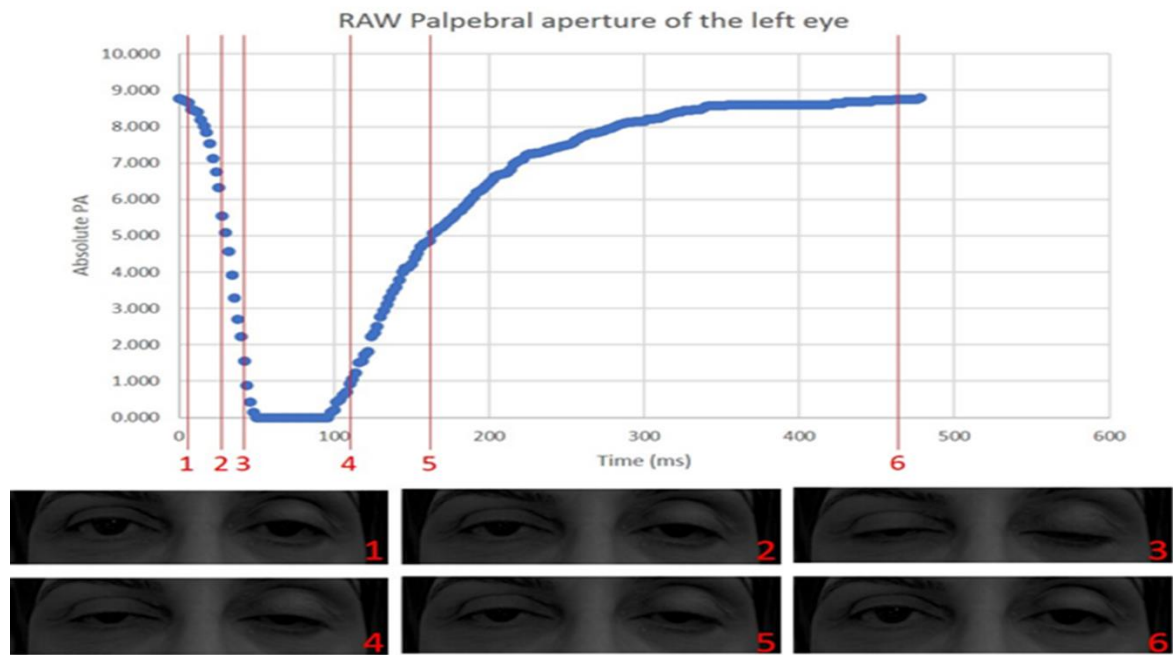 RAW Palpebral aperture of the left eye
10.000
9.000
8.000
7.000
6.000
5.000
4.000
3.000
2.000
1.000
0.000
Absolute PA
0 100 200 300 400 500 600
1 2 3 4 5 6
Time (ms)
1 2 3
4 5 6